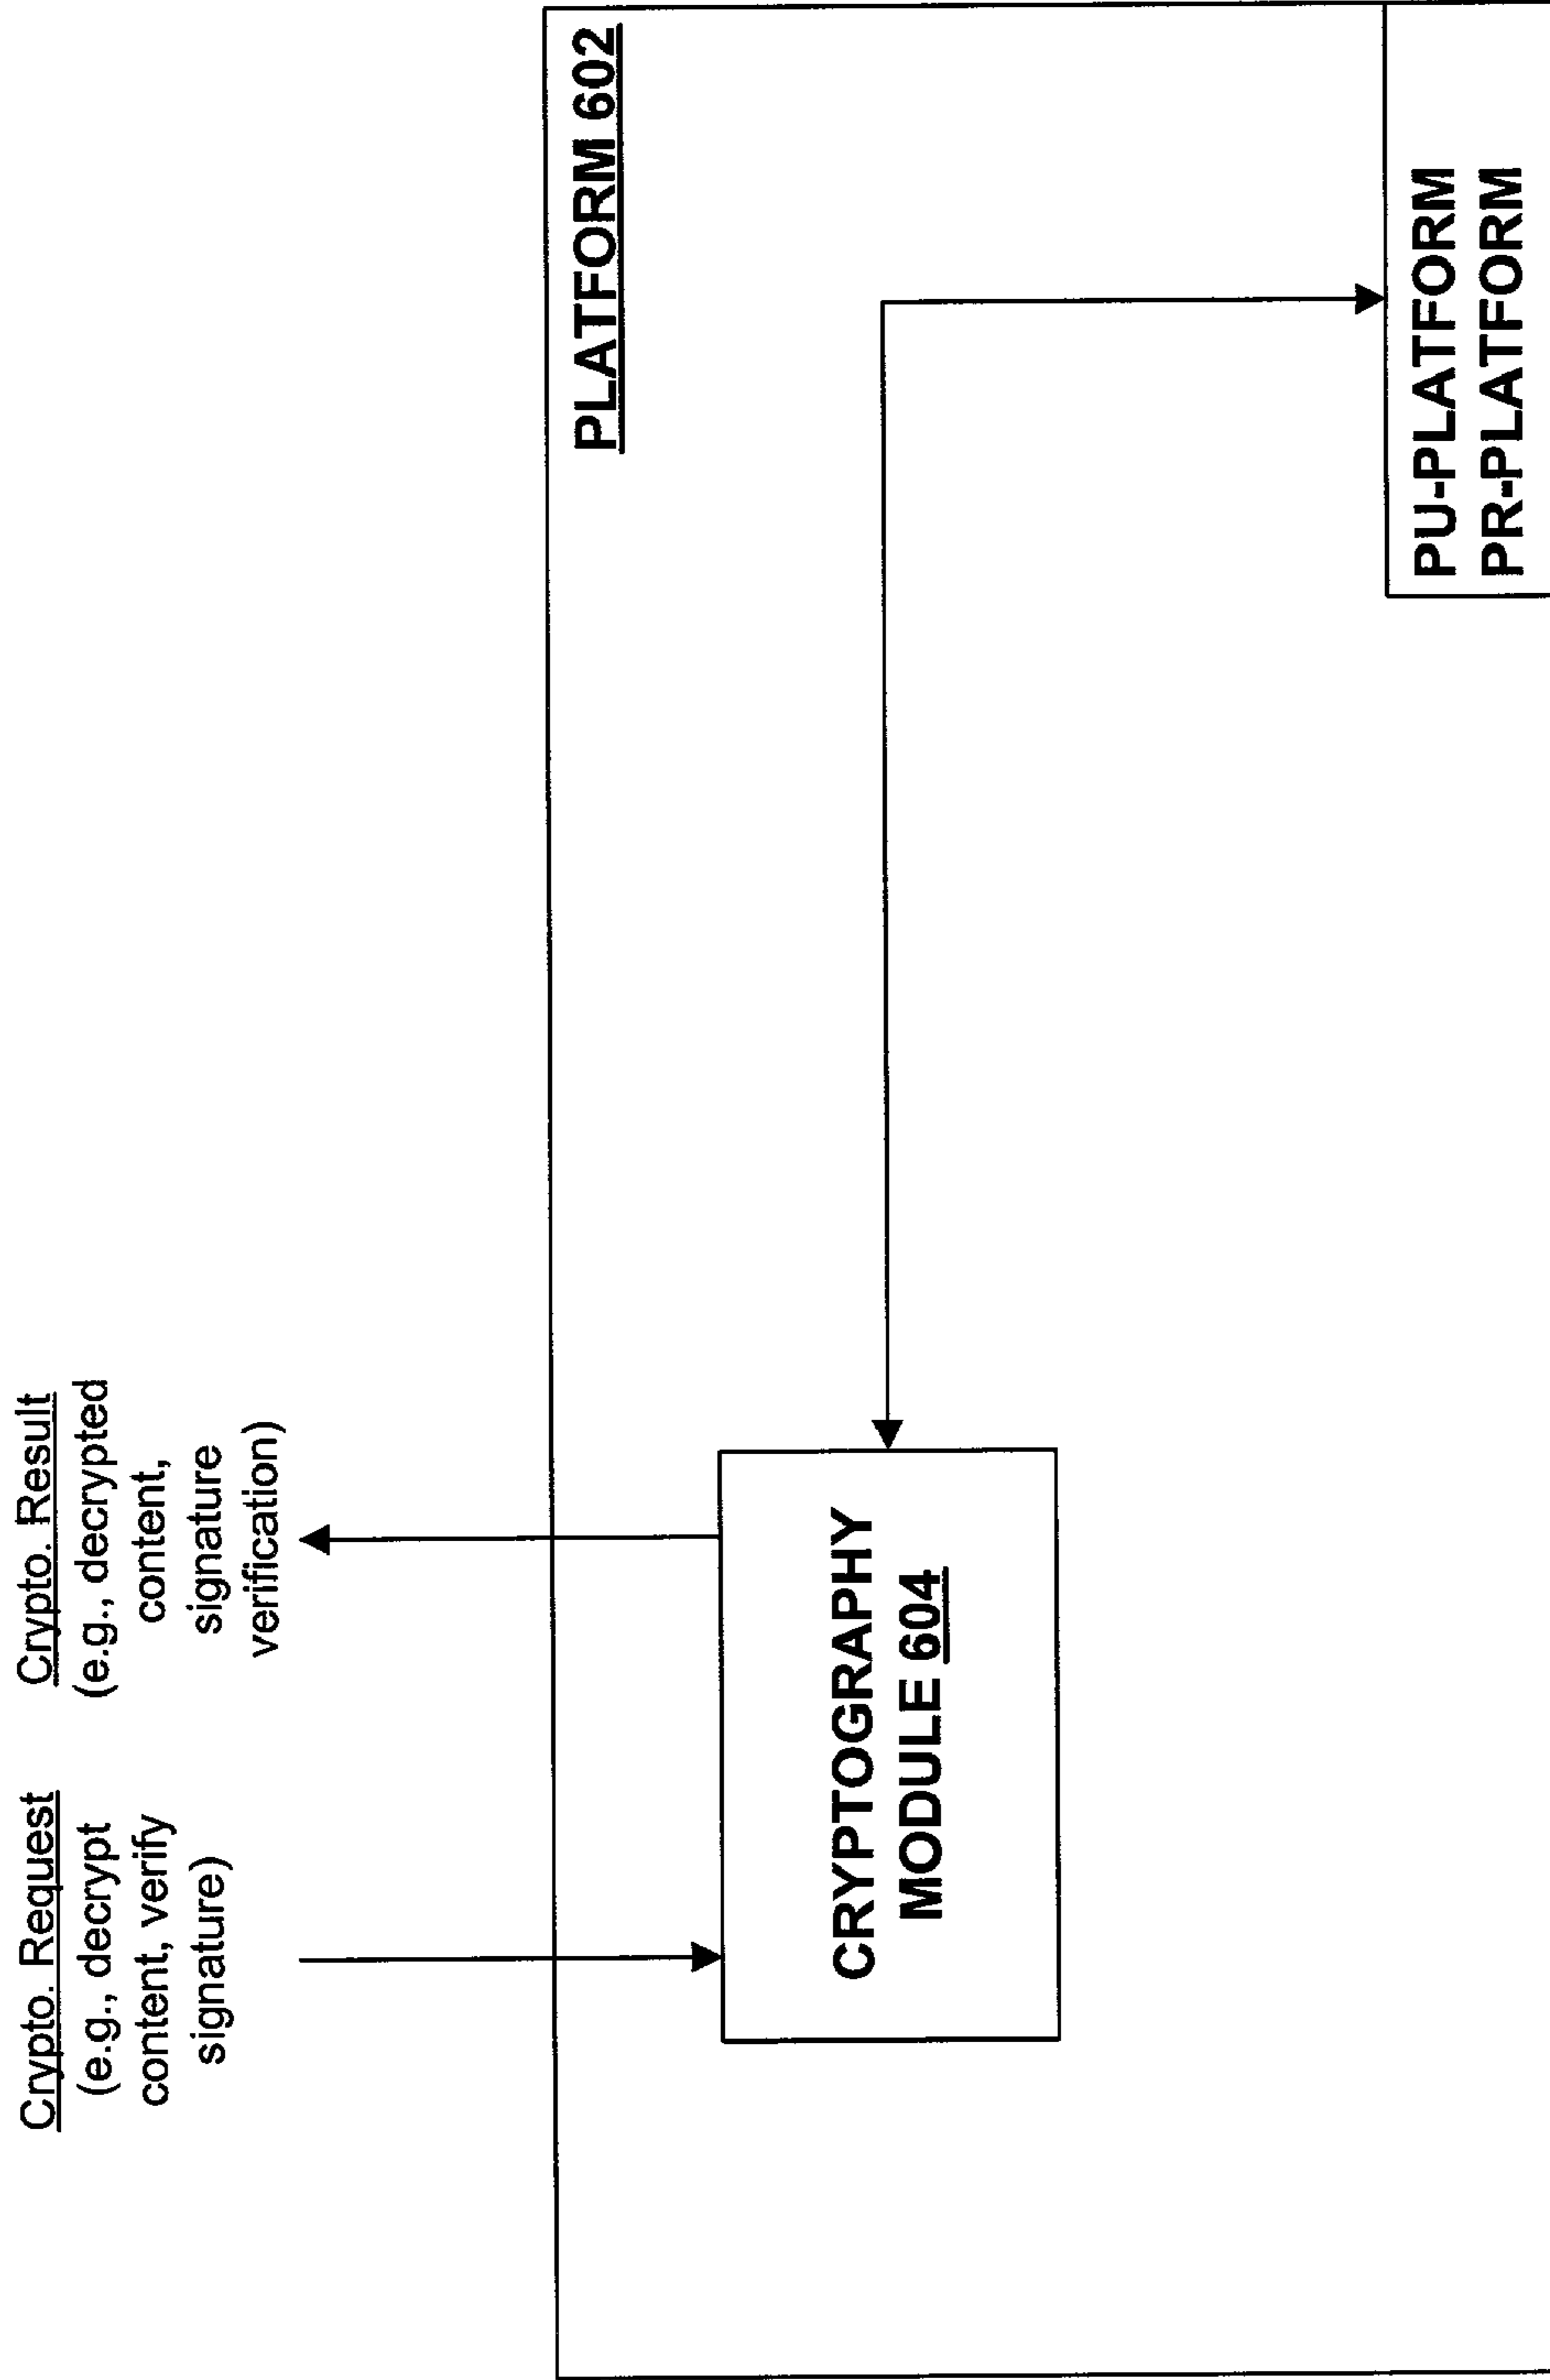 Crypto. Request
(e.g., decrypt
content, verify
signature)
Crypto. Result
(e.g., decrypted
content,
signature
verification)
PLATFORM 602
CRYPTOGRAPHY
MODULE 604
PU-PLATFORM
PR-PLATFORM